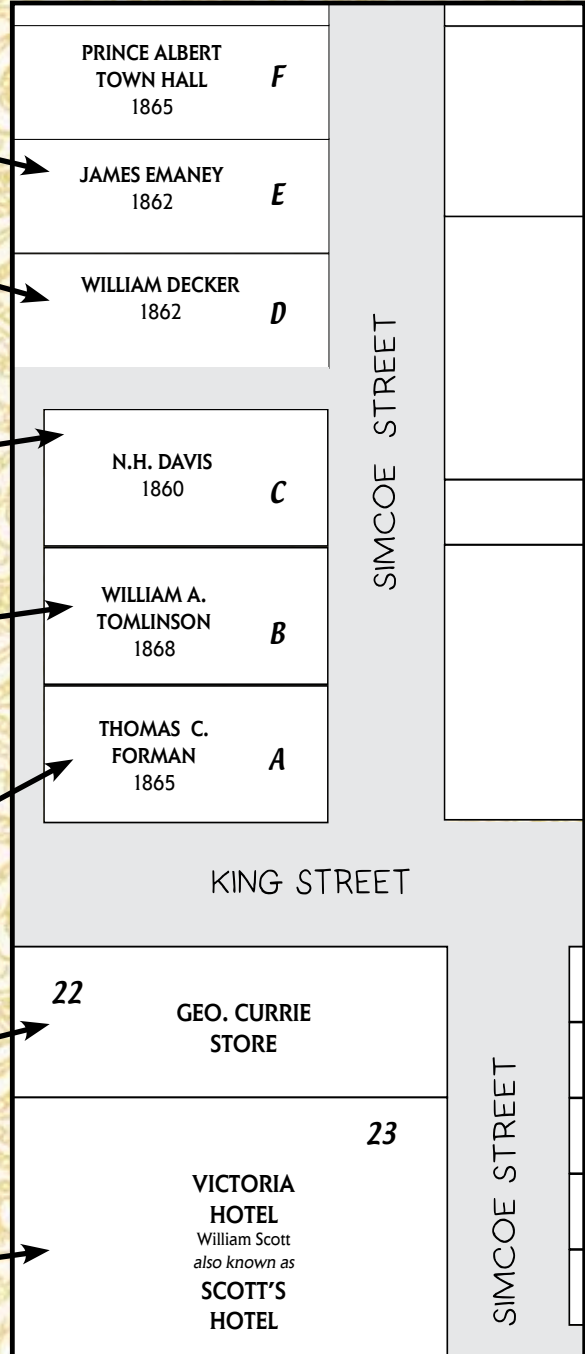 PRINCE ALBERT
TOWN HALL
1865
F
JAMES EMANEY
1862
E
WILLIAM DECKER
1862
D
N.H. DAVIS
1860
C
WILLIAM A.
TOMLINSON
1868
B
THOMAS C.
FORMAN
1865
A
SIMCOE STREET
KING STREET
22
GEO. CURRIE
STORE
23
VICTORIA
HOTEL
William Scott
also known as
SCOTT'S
HOTEL
SIMCOE STREET